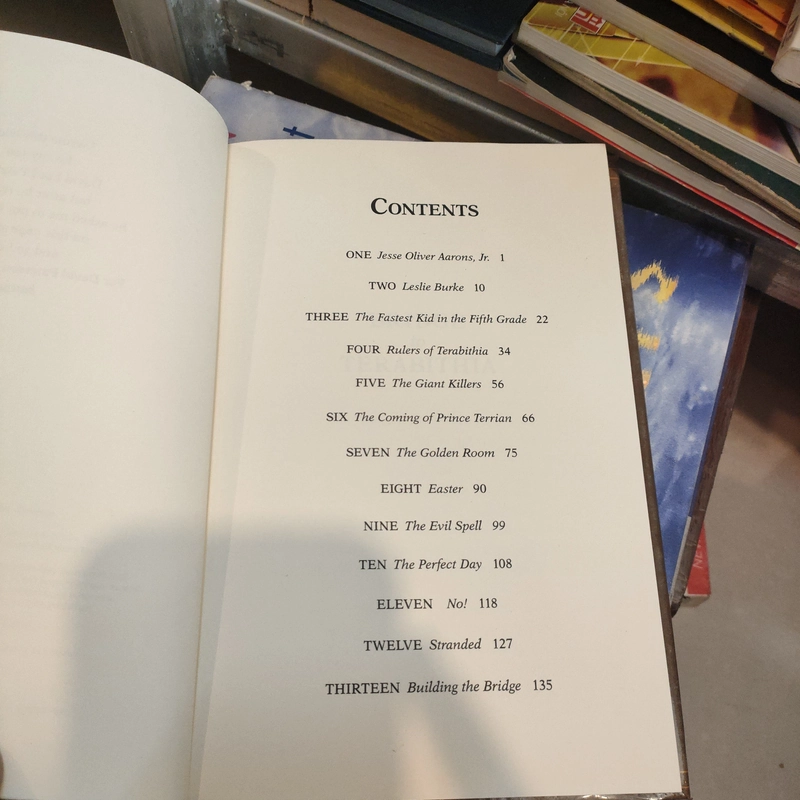 CONTENTS
ONE Jesse Oliver Aarons, Jr. 1
TWO Leslie Burke 10
THREE The Fastest Kid in the Fifth Grade 22
FOUR Rulers of Terabithia 34
FIVE The Giant Killers 56
SIX The Coming of Prince Terrian 66
SEVEN The Golden Room 75
EIGHT Easter 90
NINE The Evil Spell 99
TEN The Perfect Day 108
ELEVEN No! 118
TWELVE Stranded 127
THIRTEEN Building the Bridge 135